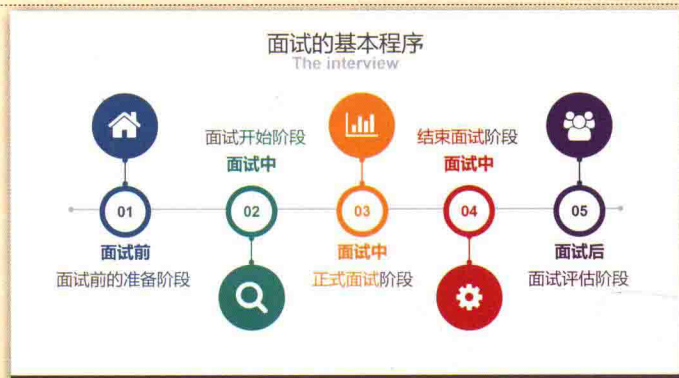 面试的基本程序
The interview
01
面试前
面试前的准备阶段
面试开始阶段
面试中
02
03
面试中
正式面试阶段
结束面试阶段
面试中
04
05
面试后
面试评估阶段